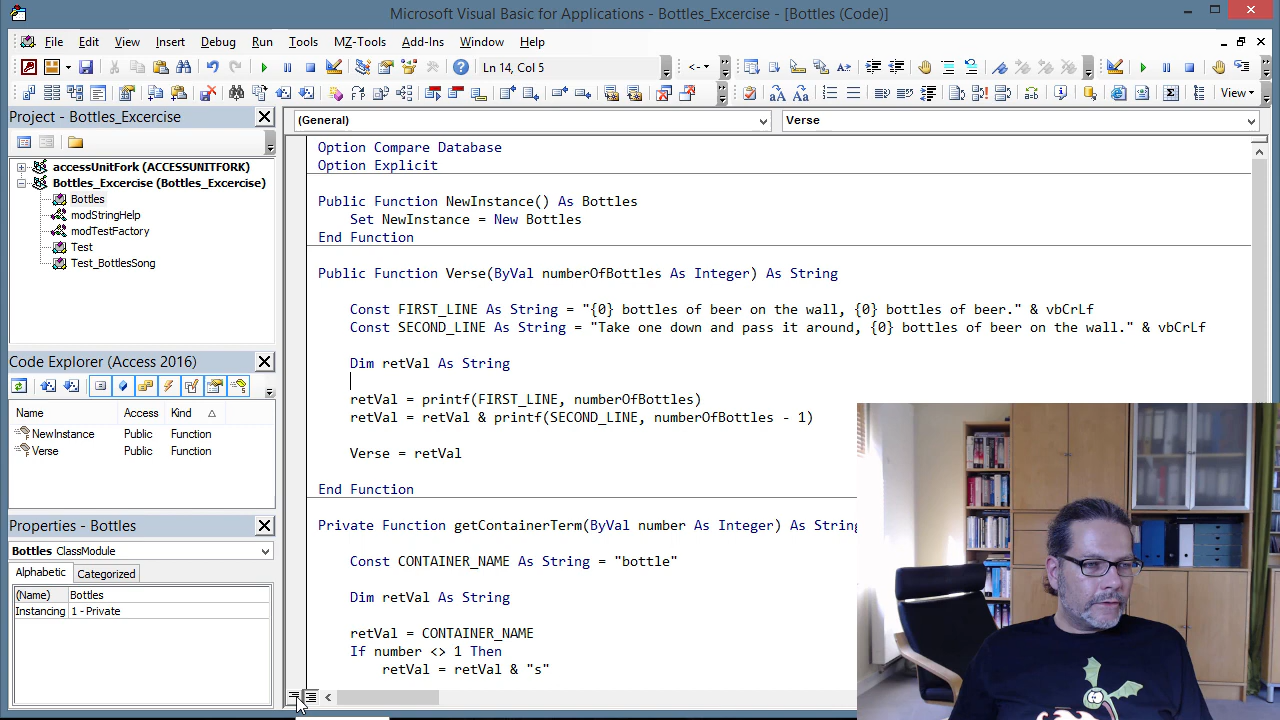 Microsoft Visual Basic for Applications - Bottles_Excercise - [Bottles (Code)]
File Edit View Insert Format Debug Run Tools MZ-Tools Add-Ins Window Help
Ln 14, Col 5
View
Project - Bottles_Excercise
accessUnitFork (ACCESSUNITFORK)
Bottles_Excercise (Bottles_Excercise)
Bottles
modStringHelp
modTestFactory
Test
Test_BottlesSong
Code Explorer (Access 2016)
Name Access Kind
NewInstance Public Function
Verse Public Function
Properties - Bottles
Bottles ClassModule
Alphabetic Categorized
(Name) Bottles
Instancing 1 - Private
(General) Verse
Option Compare Database
Option Explicit
Public Function NewInstance() As Bottles
Set NewInstance = New Bottles
End Function
Public Function Verse(ByVal numberOfBottles As Integer) As String
Const FIRST_LINE As String = "{0} bottles of beer on the wall, {0} bottles of beer." & vbCrLf
Const SECOND_LINE As String = "Take one down and pass it around, {0} bottles of beer on the wall." & vbCrLf
Dim retVal As String
retVal = printf(FIRST_LINE, numberOfBottles)
retVal = retVal & printf(SECOND_LINE, numberOfBottles - 1)
Verse = retVal
End Function
Private Function getContainerTerm(ByVal number As Integer) As String
Const CONTAINER_NAME As String = "bottle"
Dim retVal As String
retVal = CONTAINER_NAME
If number <> 1 Then
retVal = retVal & "s"